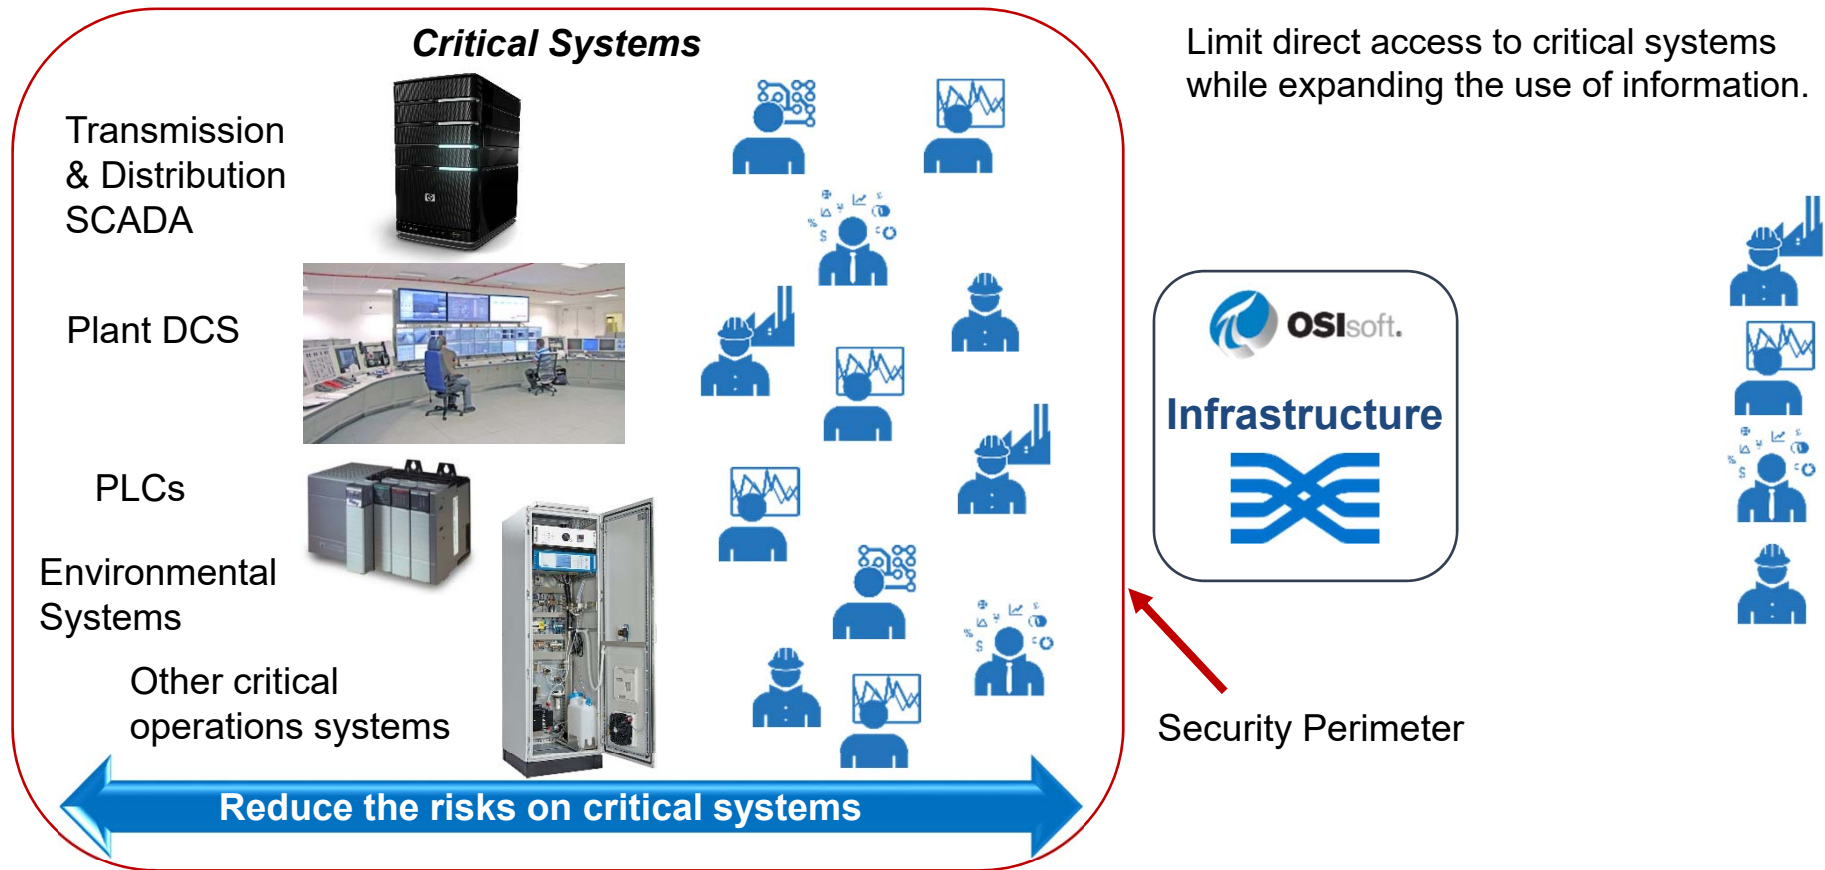 Critical Systems
Transmission
& Distribution
SCADA
Plant DCS
PLCs
Environmental
Systems
Other critical
operations systems
Reduce the risks on critical systems
Limit direct access to critical systems
while expanding the use of information.
OSIsoft.
Infrastructure
Security Perimeter